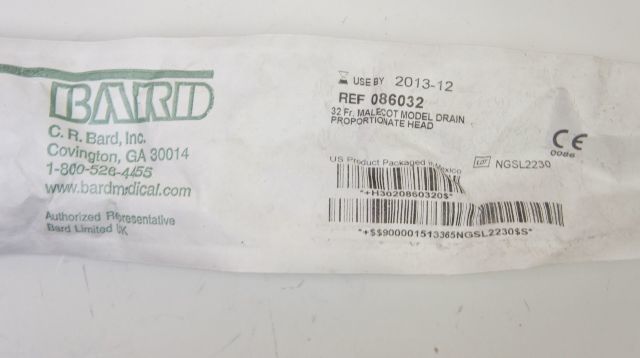 BARD
C. R. Bard, Inc.
Covington, GA 30014
1-800-526-4455
www.bardmedical.com
Authorized Representative
Bard Limited UK
USE BY 2013-12
REF 086032
32 Fr. MALECOT MODEL DRAIN
PROPORTIONATE HEAD
CE
0086
US Product Packaged in Mexico
LOT NGSL2230
*+H3020860320$*
*+$$900001513365NGSL2230$S*